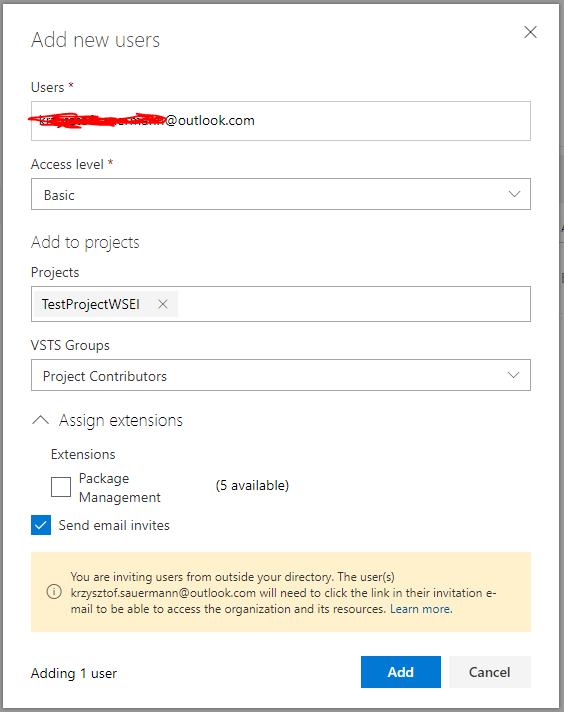 Add new users
Users *
@outlook.com
Access level *
Basic
Add to projects
Projects
TestProjectWSEI
VSTS Groups
Project Contributors
Assign extensions
Extensions
Package
Management
(5 available)
Send email invites
You are inviting users from outside your directory. The user(s)
krzysztof.sauermann@outlook.com will need to click the link in their invitation e-
mail to be able to access the organization and its resources. Learn more.
Adding 1 user
Add
Cancel